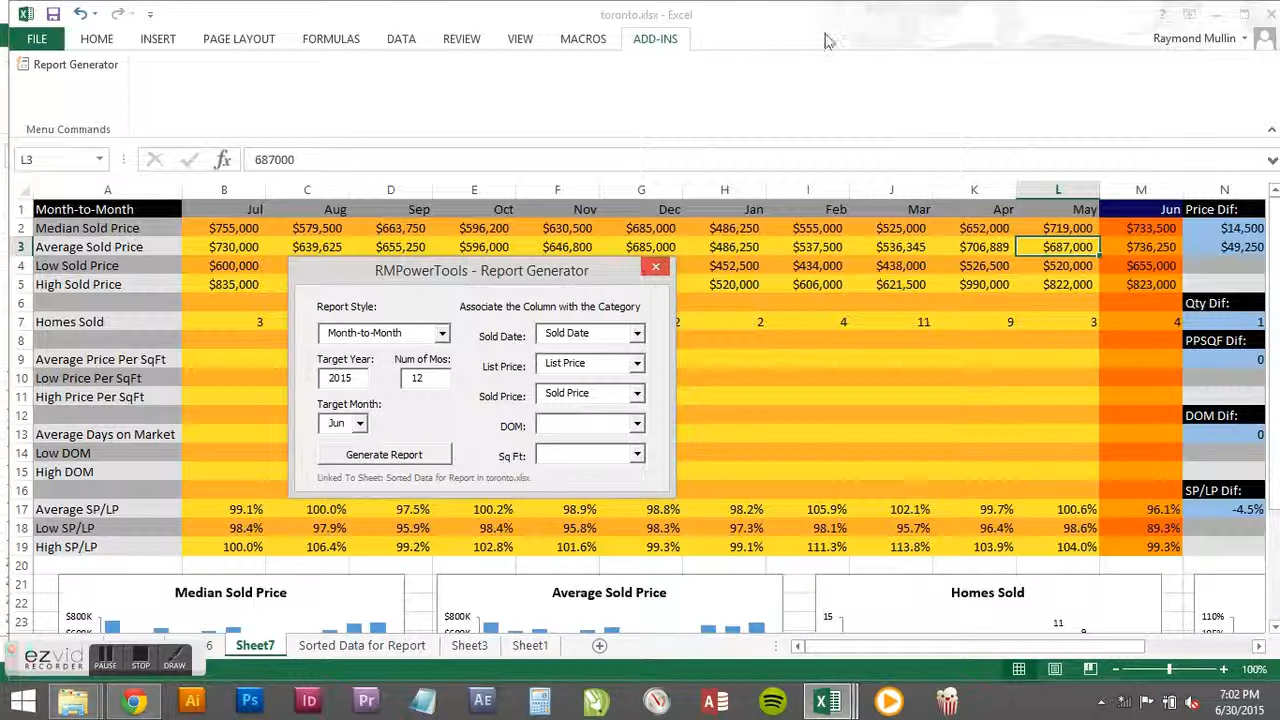 toronto.xlsx - Excel
FILE HOME INSERT PAGE LAYOUT FORMULAS DATA REVIEW VIEW MACROS ADD-INS Raymond Mullin
Report Generator
Menu Commands
L3 fx 687000
A B C D E F G H I J K L M N
1 Month-to-Month Jul Aug Sep Oct Nov Dec Jan Feb Mar Apr May Jun Price Dif:
2 Median Sold Price $755,000 $579,500 $663,750 $596,200 $630,500 $685,000 $486,250 $555,000 $525,000 $652,000 $719,000 $733,500 $14,500
3 Average Sold Price $730,000 $639,625 $655,250 $596,000 $646,800 $685,000 $486,250 $537,500 $536,345 $706,889 $687,000 $736,250 $49,250
4 Low Sold Price $600,000 $452,500 $434,000 $438,000 $526,500 $520,000 $655,000
5 High Sold Price $835,000 $520,000 $606,000 $621,500 $990,000 $822,000 $823,000
6 Qty Dif:
7 Homes Sold 3 2 2 4 11 9 3 4 1
8 PPSQF Dif:
9 Average Price Per SqFt 0
10 Low Price Per SqFt
11 High Price Per SqFt
12 DOM Dif:
13 Average Days on Market 0
14 Low DOM
15 High DOM
16 SP/LP Dif:
17 Average SP/LP 99.1% 100.0% 97.5% 100.2% 98.9% 98.8% 98.2% 105.9% 102.1% 99.7% 100.6% 96.1% -4.5%
18 Low SP/LP 98.4% 97.9% 95.9% 98.4% 95.8% 98.3% 97.3% 98.1% 95.7% 96.4% 98.6% 89.3%
19 High SP/LP 100.0% 106.4% 99.2% 102.8% 101.6% 99.3% 99.1% 111.3% 113.8% 103.9% 104.0% 99.3%
20
21 Median Sold Price Average Sold Price Homes Sold
22
23 $800K $800K 15 11 9 110%
RMPowerTools - Report Generator
Report Style: Associate the Column with the Category
Month-to-Month Sold Date: Sold Date
Target Year: Num of Mos: List Price: List Price
2015 12 Sold Price: Sold Price
Target Month: DOM:
Jun
Generate Report Sq Ft:
Linked To Sheet: Sorted Data for Report in toronto.xlsx
6 Sheet7 Sorted Data for Report Sheet3 Sheet1
ezvid RECORDER PAUSE STOP DRAW
100%
Ai Ps Id Pr Ae
7:02 PM
6/30/2015